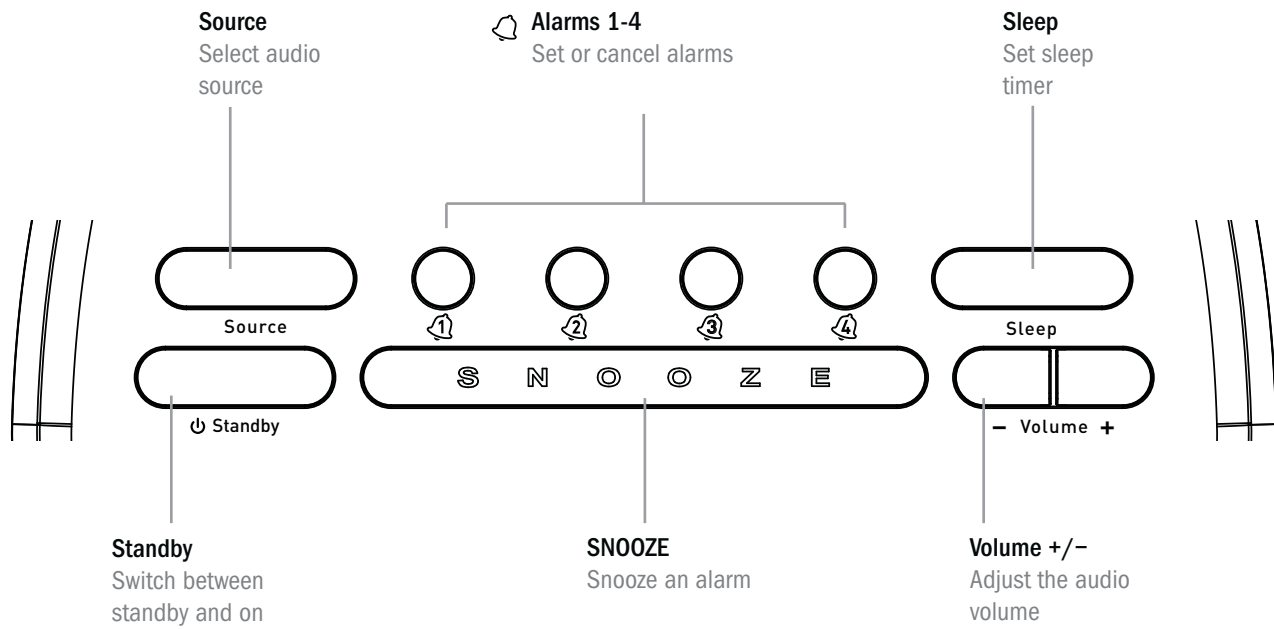 Source
Select audio
source
Alarms 1-4
Set or cancel alarms
Sleep
Set sleep
timer
Source
1
2
3
4
Sleep
SNOOZE
Standby
− Volume +
Standby
Switch between
standby and on
SNOOZE
Snooze an alarm
Volume +/−
Adjust the audio
volume